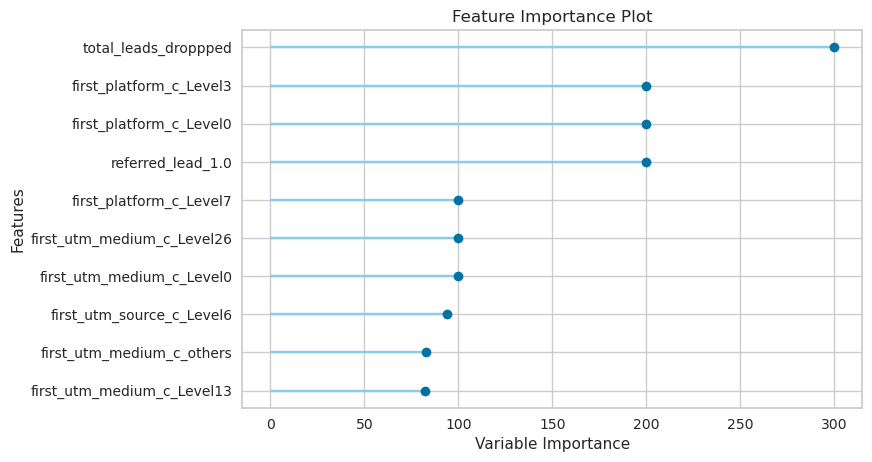 Feature Importance Plot
total_leads_droppped
first_platform_c_Level3
first_platform_c_Level0
referred_lead_1.0
first_platform_c_Level7
first_utm_medium_c_Level26
first_utm_medium_c_Level0
first_utm_source_c_Level6
first_utm_medium_c_others
first_utm_medium_c_Level13
Features
0 50 100 150 200 250 300
Variable Importance